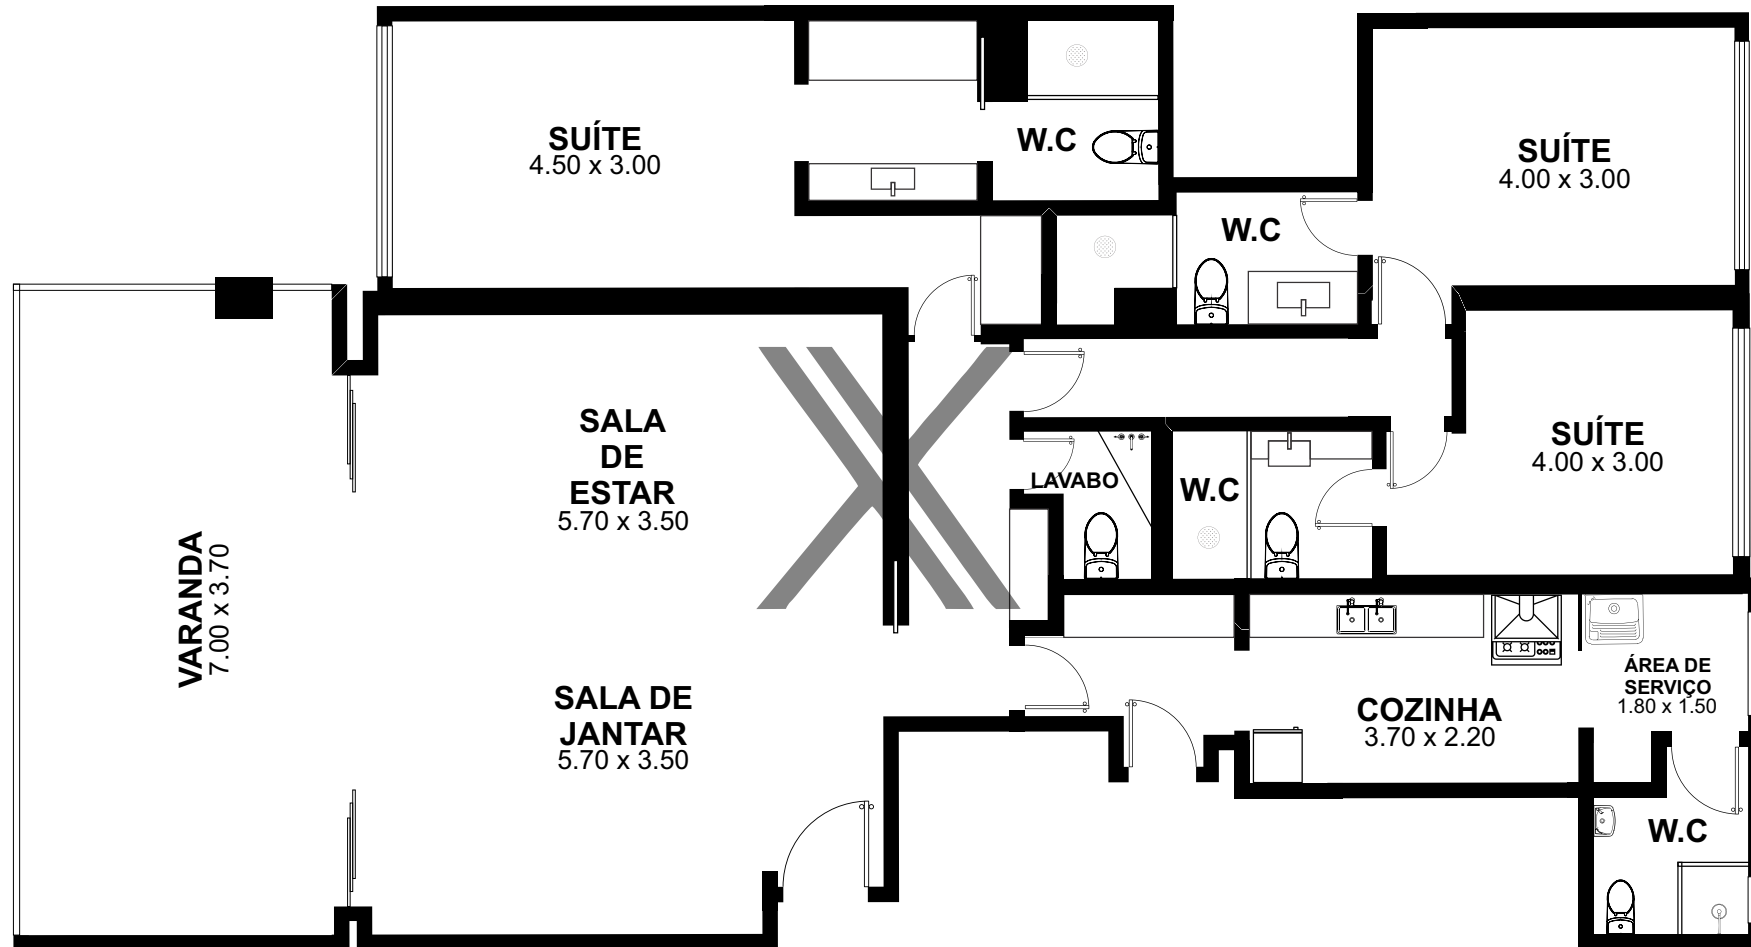 SUÍTE
4.50 x 3.00
W.C
SUÍTE
4.00 x 3.00
W.C
SALA
DE
ESTAR
5.70 x 3.50
SUÍTE
4.00 x 3.00
LAVABO
W.C
VARANDA
7.00 x 3.70
SALA DE
JANTAR
5.70 x 3.50
COZINHA
3.70 x 2.20
ÁREA DE
SERVIÇO
1.80 x 1.50
W.C